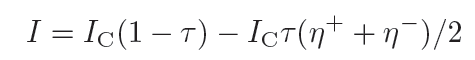 I = I_C(1 − τ) − I_Cτ(η⁺ + η⁻)/2